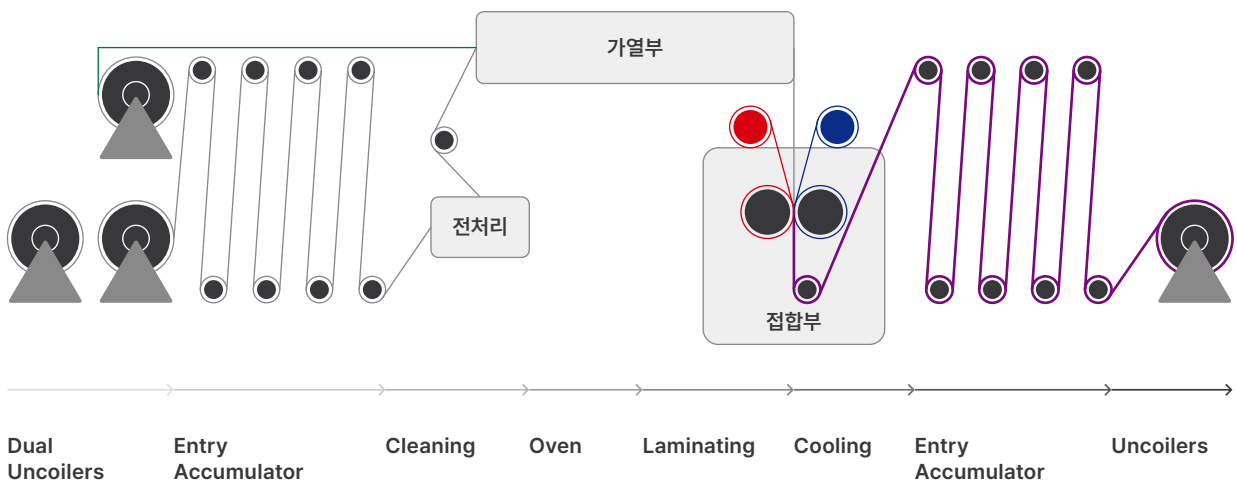 가열부
전처리
접합부
Dual
Uncoilers
Entry
Accumulator
Cleaning
Oven
Laminating
Cooling
Entry
Accumulator
Uncoilers